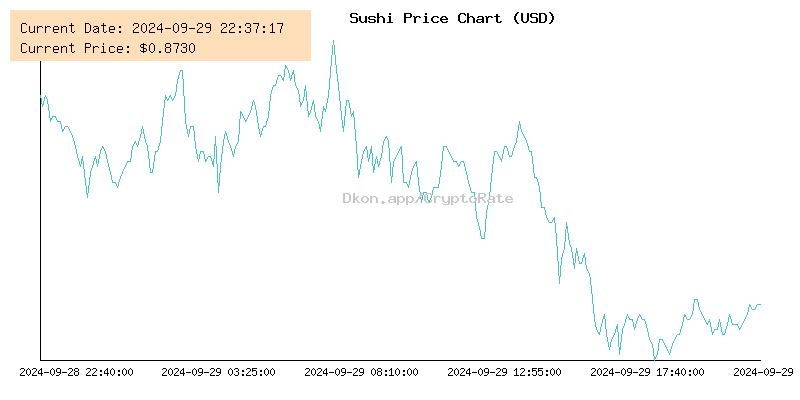 Sushi Price Chart (USD)
Current Date: 2024-09-29 22:37:17
Current Price: $0.8730
Dkon.app/CryptoRate
2024-09-28 22:40:00 2024-09-29 03:25:00 2024-09-29 08:10:00 2024-09-29 12:55:00 2024-09-29 17:40:00 2024-09-29